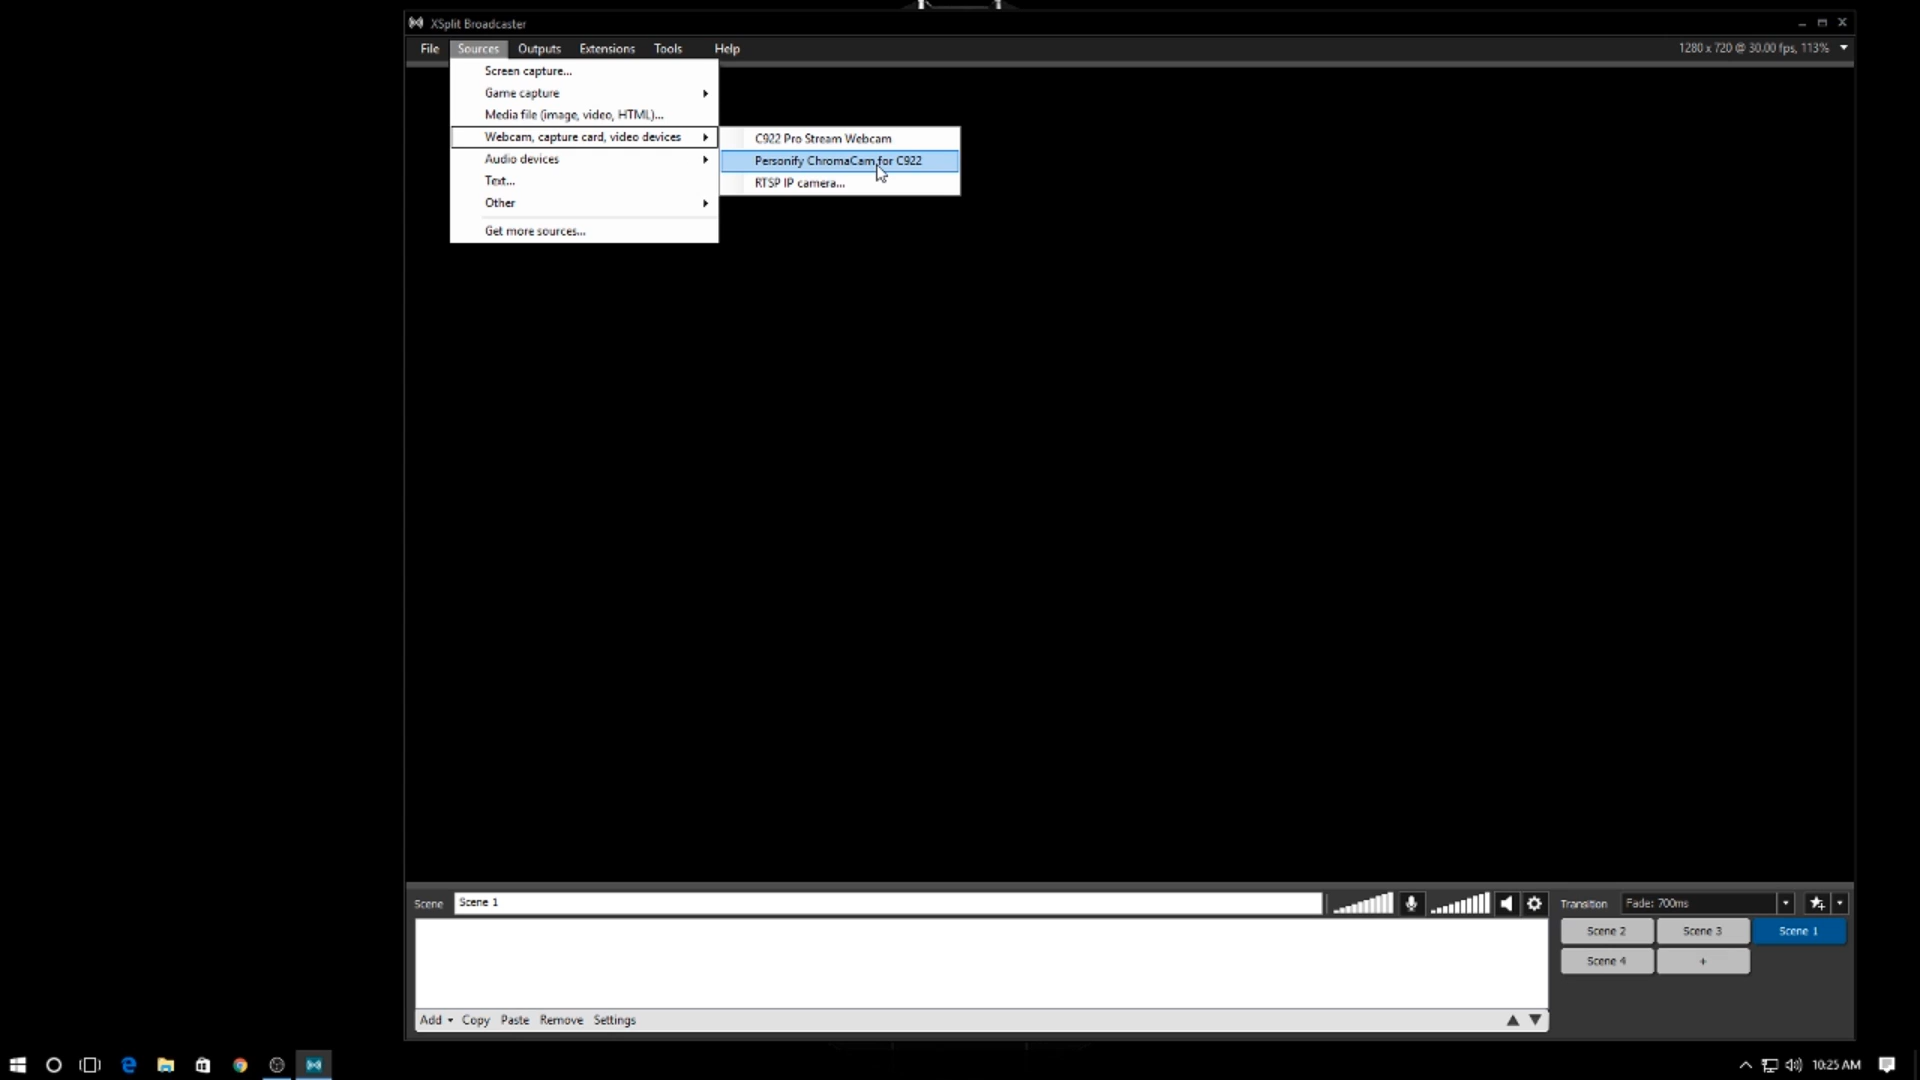 XSplit Broadcaster
File Sources Outputs Extensions Tools Help
1280 x 720 @ 30.00 fps, 113%
Screen capture...
Game capture
Media file (image, video, HTML)...
Webcam, capture card, video devices
Audio devices
Text...
Other
Get more sources...
C922 Pro Stream Webcam
Personify ChromaCam for C922
RTSP IP camera...
Scene Scene 1
Transition Fade: 700ms
Scene 2 Scene 3 Scene 1
Scene 4 +
Add Copy Paste Remove Settings
10:25 AM